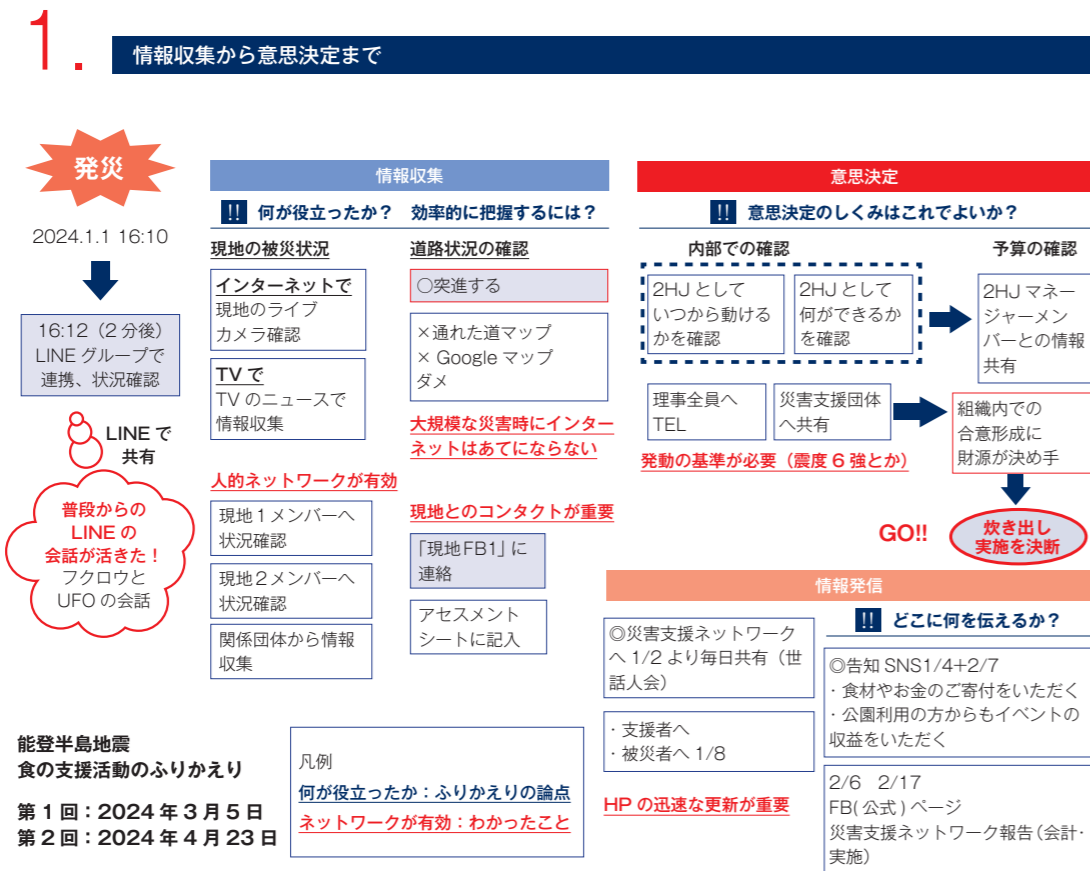 1.
情報収集から意思決定まで
発災
2024.1.1 16:10
16:12（2 分後）
LINE グループで
連携、状況確認
LINE で
共有
普段からの
LINE の
会話が活きた！
フクロウと
UFO の会話
情報収集
!! 何が役立ったか？ 効率的に把握するには？
現地の被災状況
インターネットで
現地のライブ
カメラ確認
TV で
TV のニュースで
情報収集
人的ネットワークが有効
現地１メンバーへ
状況確認
現地２メンバーへ
状況確認
関係団体から情報
収集
道路状況の確認
○突進する
×通れた道マップ
× Google マップ
ダメ
大規模な災害時にインター
ネットはあてにならない
現地とのコンタクトが重要
「現地FB1」に
連絡
アセスメント
シートに記入
意思決定
!! 意思決定のしくみはこれでよいか？
内部での確認
2HJ として
いつから動ける
かを確認
2HJ として
何ができるか
を確認
理事全員へ
TEL
災害支援団体
へ共有
発動の基準が必要（震度 6 強とか）
予算の確認
2HJ マネー
ジャーメン
バーとの情報
共有
組織内での
合意形成に
財源が決め手
GO!!
炊き出し
実施を決断
情報発信
◎災害支援ネットワーク
へ 1/2 より毎日共有（世
話人会）
・支援者へ
・被災者へ 1/8
HP の迅速な更新が重要
!! どこに何を伝えるか？
◎告知 SNS1/4+2/7
・食材やお金のご寄付をいただく
・公園利用の方からもイベントの
収益をいただく
2/6 2/17
FB(公式)ページ
災害支援ネットワーク報告（会計・
実施）
能登半島地震
食の支援活動のふりかえり
第 1 回：2024 年 3 月 5 日
第 2 回：2024 年 4 月 23 日
凡例
何が役立ったか：ふりかえりの論点
ネットワークが有効：わかったこと